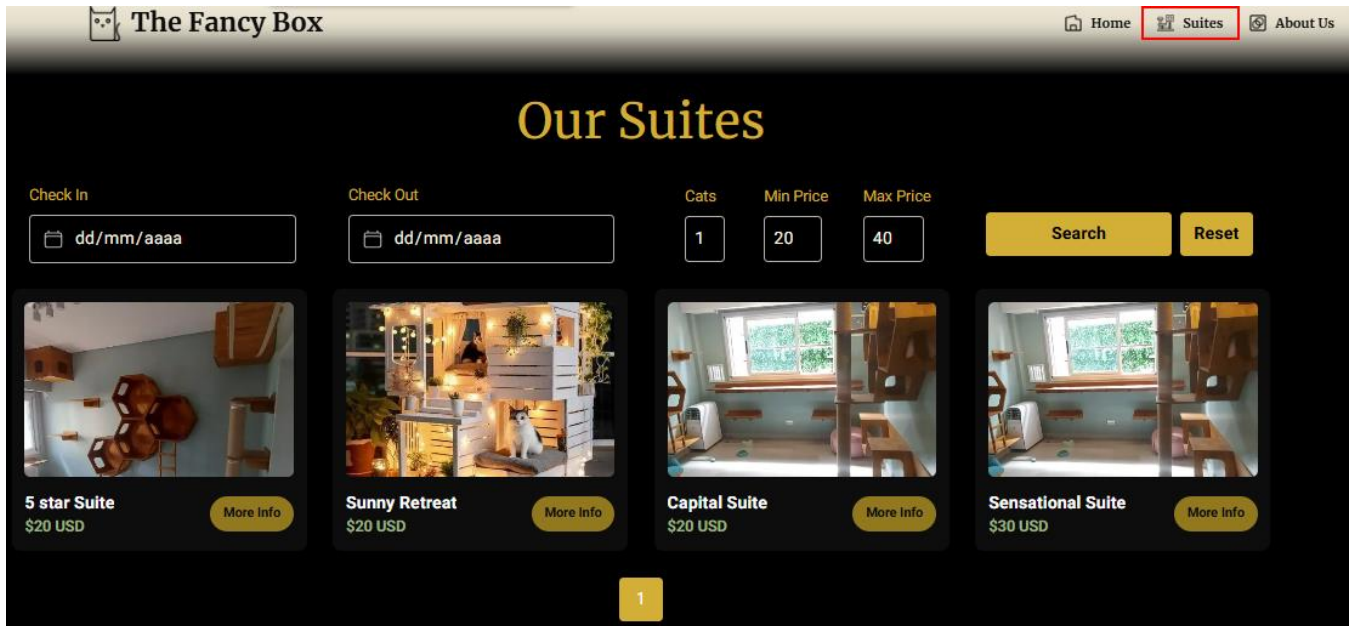 The Fancy Box
Home Suites About Us
Our Suites
Check In Check Out Cats Min Price Max Price
dd/mm/aaaa dd/mm/aaaa 1 20 40 Search Reset
5 star Suite
$20 USD
More Info
Sunny Retreat
$20 USD
More Info
Capital Suite
$20 USD
More Info
Sensational Suite
$30 USD
More Info
1